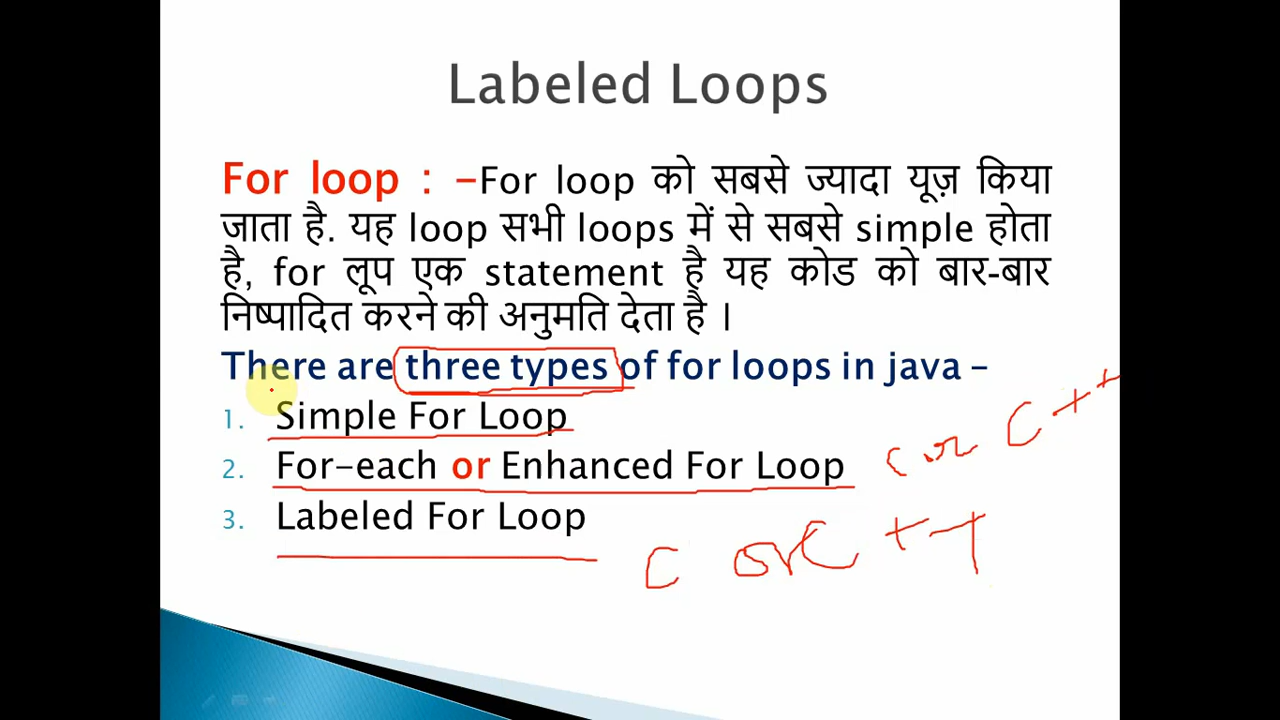 Labeled Loops
For loop : -For loop को सबसे ज्यादा यूज़ किया
जाता है. यह loop सभी loops में से सबसे simple होता
है, for लूप एक statement है यह कोड को बार-बार
निष्पादित करने की अनुमति देता है ।
There are three types of for loops in java -
1. Simple For Loop
2. For-each or Enhanced For Loop
C or C++
3. Labeled For Loop
C or C++